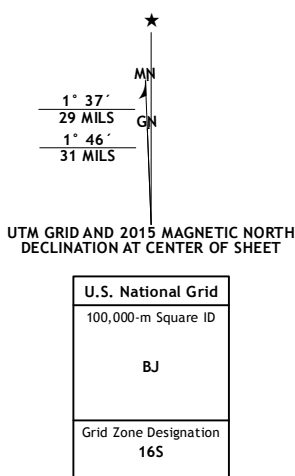 MN
1° 37´
29 MILS
GN
1° 46´
31 MILS
UTM GRID AND 2015 MAGNETIC NORTH
DECLINATION AT CENTER OF SHEET
U.S. National Grid
100,000-m Square ID
BJ
Grid Zone Designation
16S